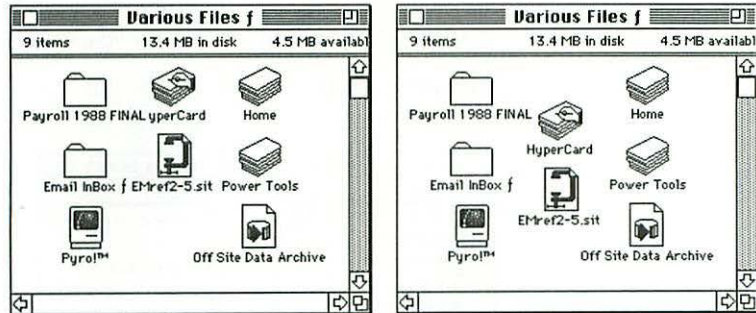 Various Files ƒ
9 items 13.4 MB in disk 4.5 MB availabl
Payroll 1988 FINAL yperCard Home
Email InBox ƒ EMref2-5.sit Power Tools
Pyro!™ Off Site Data Archive
Various Files ƒ
9 items 13.4 MB in disk 4.5 MB availabl
Payroll 1988 FINAL Home
HyperCard
Email InBox ƒ Power Tools
EMref2-5.sit
Pyro!™ Off Site Data Archive